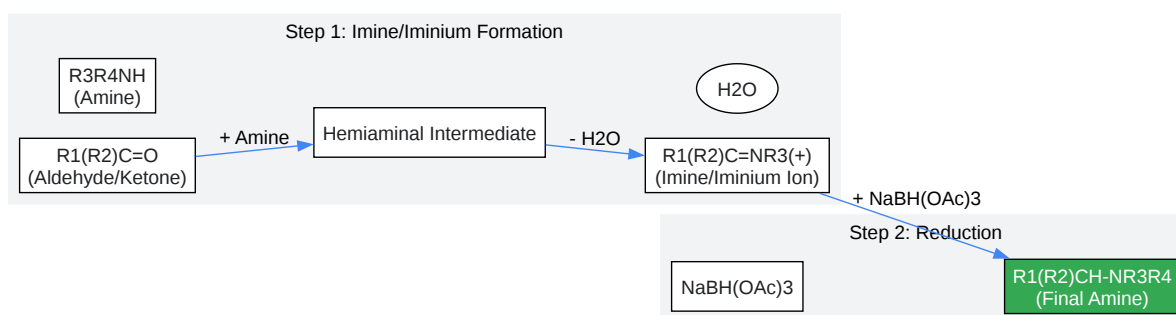 Step 1: Imine/Iminium Formation
R3R4NH
(Amine)
H2O
R1(R2)C=O
(Aldehyde/Ketone)
+ Amine
Hemiaminal Intermediate
- H2O
R1(R2)C=NR3(+)
(Imine/Iminium Ion)
+ NaBH(OAc)3
Step 2: Reduction
NaBH(OAc)3
R1(R2)CH-NR3R4
(Final Amine)